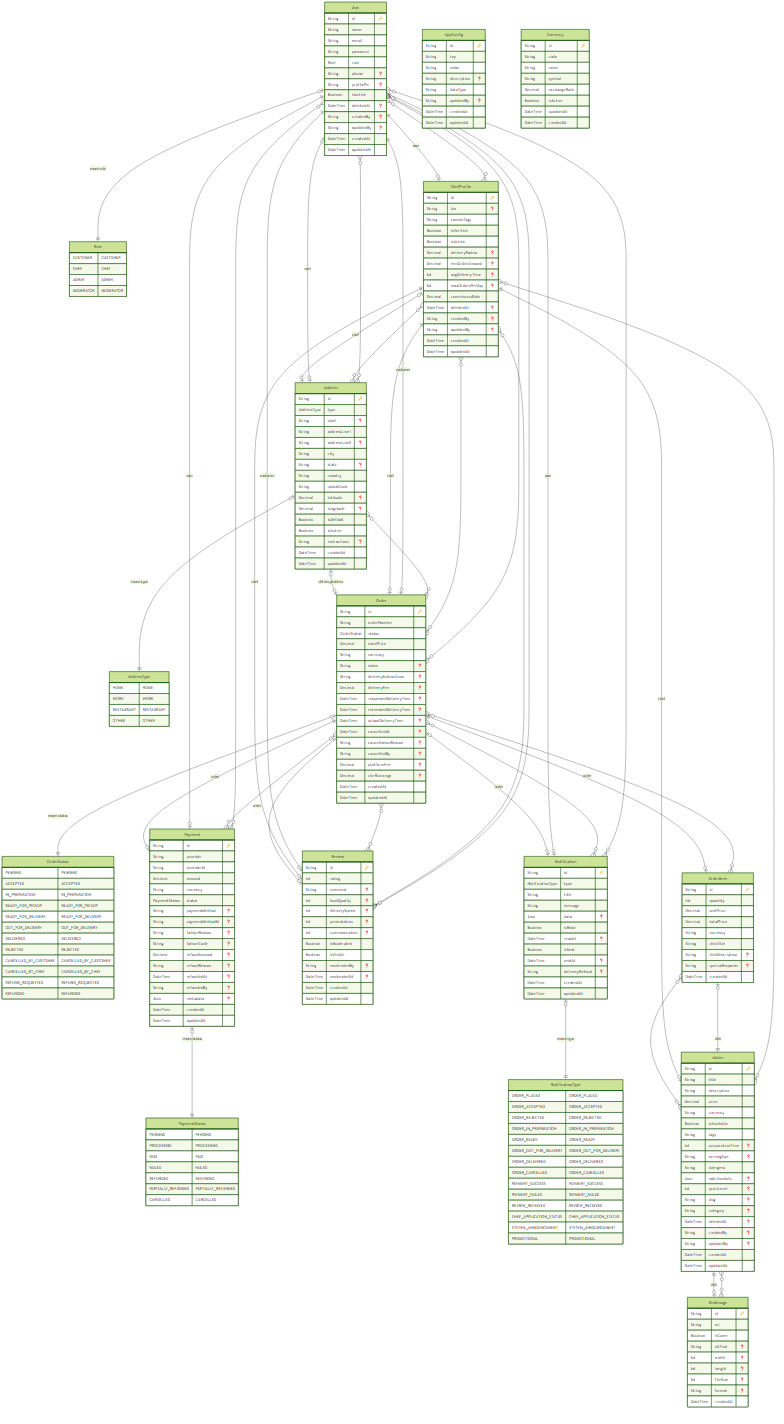 User
String id
String name
String email
String password
Role role
String phone ?
String profilePic ?
Boolean isActive
DateTime deletedAt ?
String createdBy ?
String updatedBy ?
DateTime createdAt
DateTime updatedAt
AppConfig
String id
String key
String value
String description ?
String dataType
String updatedBy ?
DateTime createdAt
DateTime updatedAt
Currency
String id
String code
String name
String symbol
Decimal exchangeRate
Boolean isActive
DateTime updatedAt
DateTime createdAt
user
enum:role
Role
CUSTOMER CUSTOMER
CHEF CHEF
ADMIN ADMIN
MODERATOR MODERATOR
ChefProfile
String id
String bio ?
String cuisineTags
Boolean isVerified
Boolean isActive
Decimal deliveryRadius ?
Decimal minOrderAmount ?
Int avgDeliveryTime ?
Int maxOrdersPerDay ?
Decimal commissionRate
DateTime deletedAt ?
String createdBy ?
String updatedBy ?
DateTime createdAt
DateTime updatedAt
user
chef
customer
Address
String id
AddressType type
String label ?
String addressLine1
String addressLine2 ?
String city
String state ?
String country
String postalCode
Decimal latitude ?
Decimal longitude ?
Boolean isDefault
Boolean isActive
String instructions ?
DateTime createdAt
DateTime updatedAt
user
customer
chef
user
enum:type
chef
deliveryAddress
AddressType
HOME HOME
WORK WORK
RESTAURANT RESTAURANT
OTHER OTHER
Order
String id
String orderNumber
OrderStatus status
Decimal totalPrice
String currency
String notes ?
String deliveryInstructions ?
Decimal deliveryFee ?
DateTime requestedDeliveryTime ?
DateTime estimatedDeliveryTime ?
DateTime actualDeliveryTime ?
DateTime cancelledAt ?
String cancellationReason ?
String cancelledBy ?
Decimal platformFee ?
Decimal chefEarnings ?
DateTime createdAt
DateTime updatedAt
chef
enum:status
order
order
order
order
OrderStatus
PENDING PENDING
ACCEPTED ACCEPTED
IN_PREPARATION IN_PREPARATION
READY_FOR_PICKUP READY_FOR_PICKUP
READY_FOR_DELIVERY READY_FOR_DELIVERY
OUT_FOR_DELIVERY OUT_FOR_DELIVERY
DELIVERED DELIVERED
REJECTED REJECTED
CANCELLED_BY_CUSTOMER CANCELLED_BY_CUSTOMER
CANCELLED_BY_CHEF CANCELLED_BY_CHEF
REFUND_REQUESTED REFUND_REQUESTED
REFUNDED REFUNDED
Payment
String id
String provider
String providerId
Decimal amount
String currency
PaymentStatus status
String paymentMethod ?
String paymentMethodId ?
String failureReason ?
String failureCode ?
Decimal refundAmount ?
String refundReason ?
DateTime refundedAt ?
String refundedBy ?
Json metadata ?
DateTime createdAt
DateTime updatedAt
Review
String id
Int rating
String comment ?
Int foodQuality ?
Int deliverySpeed ?
Int presentation ?
Int communication ?
Boolean isModerated
Boolean isVisible
String moderatedBy ?
DateTime moderatedAt ?
DateTime createdAt
DateTime updatedAt
Notification
String id
NotificationType type
String title
String message
Json data ?
Boolean isRead
DateTime readAt ?
Boolean isSent
DateTime sentAt ?
String deliveryMethod ?
DateTime createdAt
DateTime updatedAt
OrderItem
String id
Int quantity
Decimal unitPrice
Decimal totalPrice
String currency
String dishTitle
String dishDescription ?
String specialRequests ?
DateTime createdAt
enum:status
enum:type
dish
PaymentStatus
PENDING PENDING
PROCESSING PROCESSING
PAID PAID
FAILED FAILED
REFUNDED REFUNDED
PARTIALLY_REFUNDED PARTIALLY_REFUNDED
CANCELLED CANCELLED
NotificationType
ORDER_PLACED ORDER_PLACED
ORDER_ACCEPTED ORDER_ACCEPTED
ORDER_REJECTED ORDER_REJECTED
ORDER_IN_PREPARATION ORDER_IN_PREPARATION
ORDER_READY ORDER_READY
ORDER_OUT_FOR_DELIVERY ORDER_OUT_FOR_DELIVERY
ORDER_DELIVERED ORDER_DELIVERED
ORDER_CANCELLED ORDER_CANCELLED
PAYMENT_SUCCESS PAYMENT_SUCCESS
PAYMENT_FAILED PAYMENT_FAILED
REVIEW_RECEIVED REVIEW_RECEIVED
CHEF_APPLICATION_STATUS CHEF_APPLICATION_STATUS
SYSTEM_ANNOUNCEMENT SYSTEM_ANNOUNCEMENT
PROMOTIONAL PROMOTIONAL
String id
String title
String description
Decimal price
String currency
Boolean isAvailable
String tags
Int preparationTime ?
String servingSize ?
String allergens
Json nutritionInfo ?
Int spiceLevel ?
String slug ?
String category ?
DateTime deletedAt ?
String createdBy ?
String updatedBy ?
DateTime createdAt
DateTime updatedAt
dish
DishImage
String id
String url
Boolean isCover
String altText ?
Int width ?
Int height ?
Int fileSize ?
String format ?
DateTime createdAt